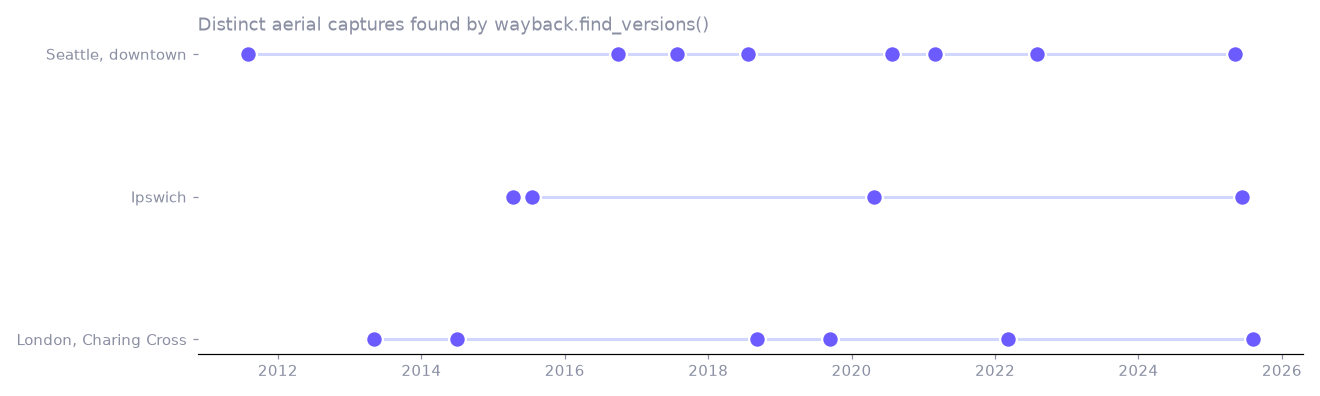 Distinct aerial captures found by wayback.find_versions()
Seattle, downtown
Ipswich
London, Charing Cross
2012 2014 2016 2018 2020 2022 2024 2026